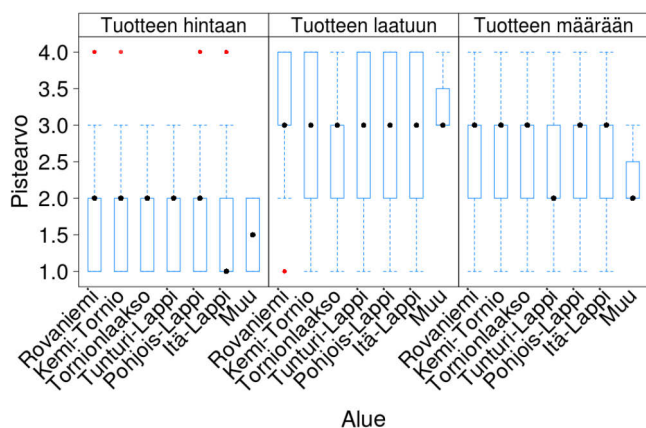 Tuotteen hintaan
Tuotteen laatuun
Tuotteen määrään
Pistearvo
4.0
3.5
3.0
2.5
2.0
1.5
1.0
Rovaniemi
Kemi-Tornio
Tornionlaakso
Tunturi-Lappi
Pohjois-Lappi
Itä-Lappi
Muu
Rovaniemi
Kemi-Tornio
Tornionlaakso
Tunturi-Lappi
Pohjois-Lappi
Itä-Lappi
Muu
Rovaniemi
Kemi-Tornio
Tornionlaakso
Tunturi-Lappi
Pohjois-Lappi
Itä-Lappi
Muu
Alue